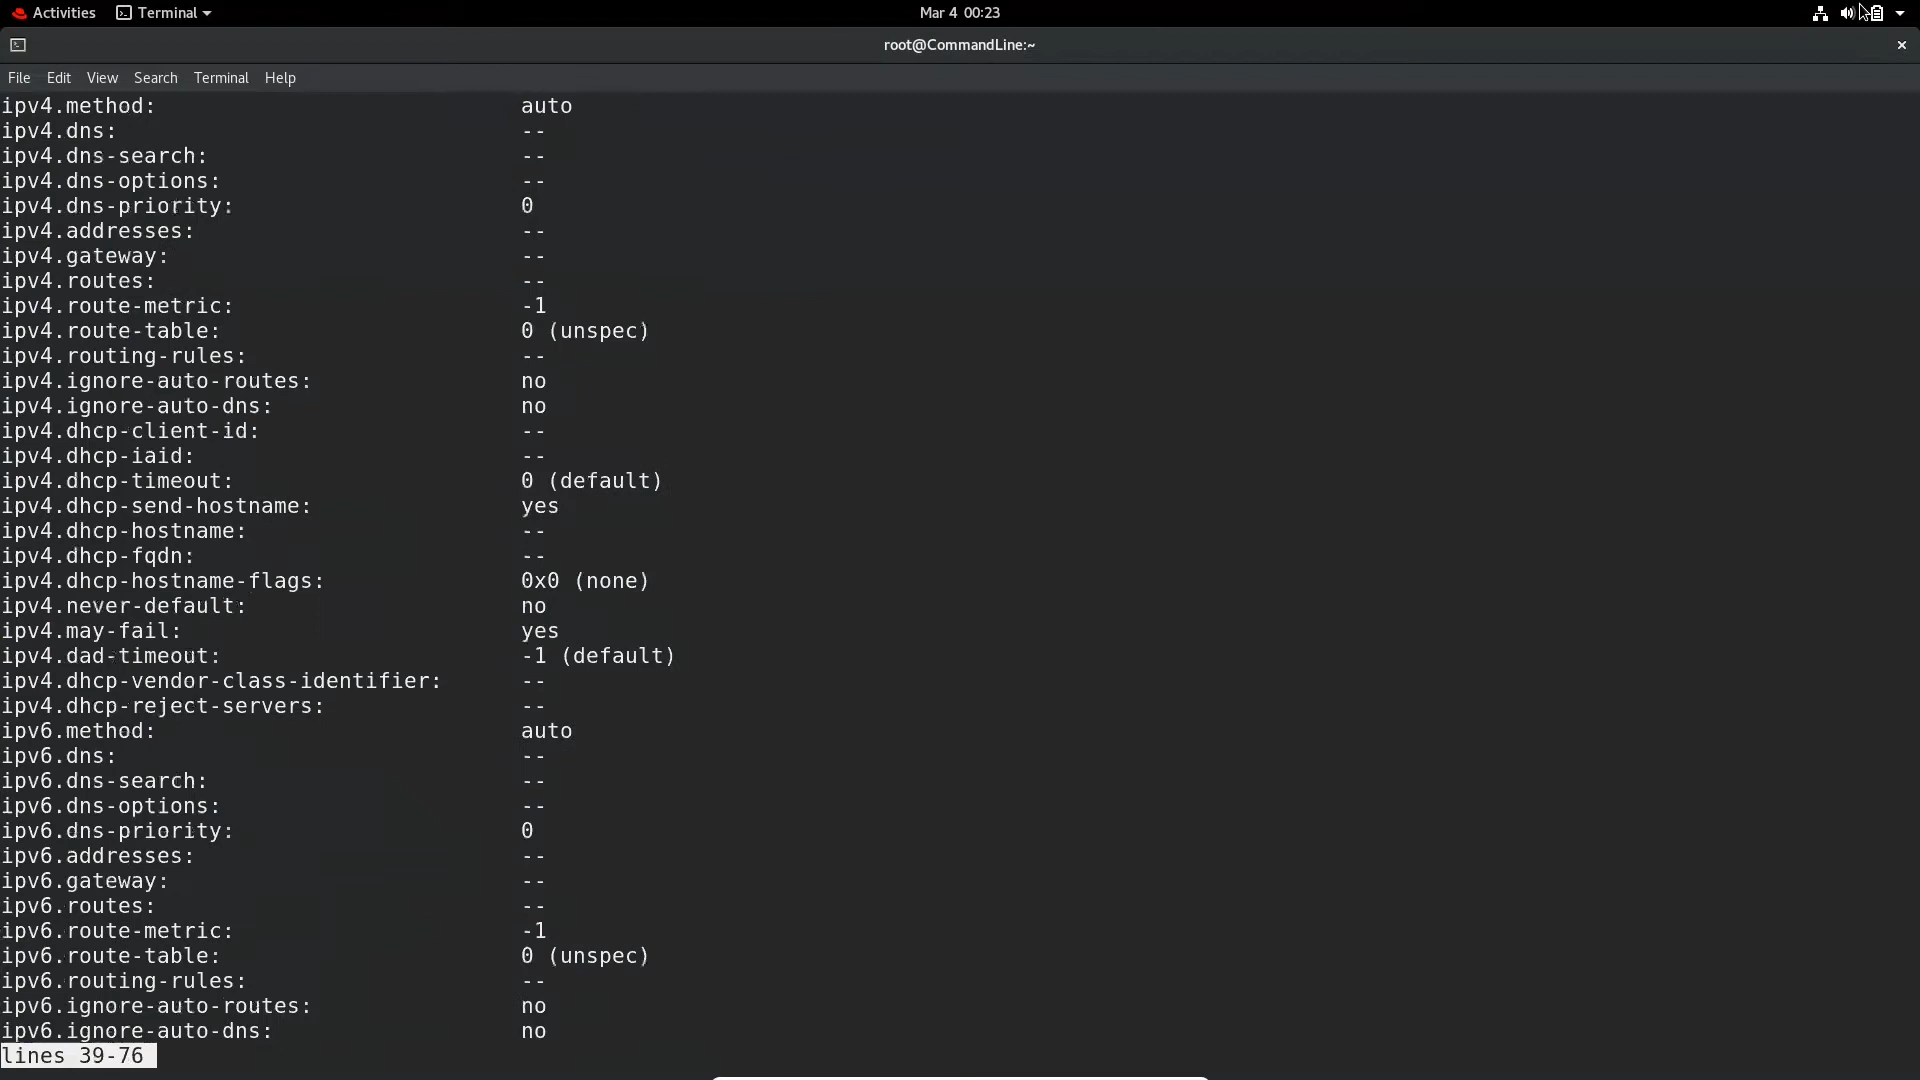 Activities Terminal Mar 4 00:23
root@CommandLine:~
File Edit View Search Terminal Help
ipv4.method: auto
ipv4.dns: --
ipv4.dns-search: --
ipv4.dns-options: --
ipv4.dns-priority: 0
ipv4.addresses: --
ipv4.gateway: --
ipv4.routes: --
ipv4.route-metric: -1
ipv4.route-table: 0 (unspec)
ipv4.routing-rules: --
ipv4.ignore-auto-routes: no
ipv4.ignore-auto-dns: no
ipv4.dhcp-client-id: --
ipv4.dhcp-iaid: --
ipv4.dhcp-timeout: 0 (default)
ipv4.dhcp-send-hostname: yes
ipv4.dhcp-hostname: --
ipv4.dhcp-fqdn: --
ipv4.dhcp-hostname-flags: 0x0 (none)
ipv4.never-default: no
ipv4.may-fail: yes
ipv4.dad-timeout: -1 (default)
ipv4.dhcp-vendor-class-identifier: --
ipv4.dhcp-reject-servers: --
ipv6.method: auto
ipv6.dns: --
ipv6.dns-search: --
ipv6.dns-options: --
ipv6.dns-priority: 0
ipv6.addresses: --
ipv6.gateway: --
ipv6.routes: --
ipv6.route-metric: -1
ipv6.route-table: 0 (unspec)
ipv6.routing-rules: --
ipv6.ignore-auto-routes: no
ipv6.ignore-auto-dns: no
lines 39-76